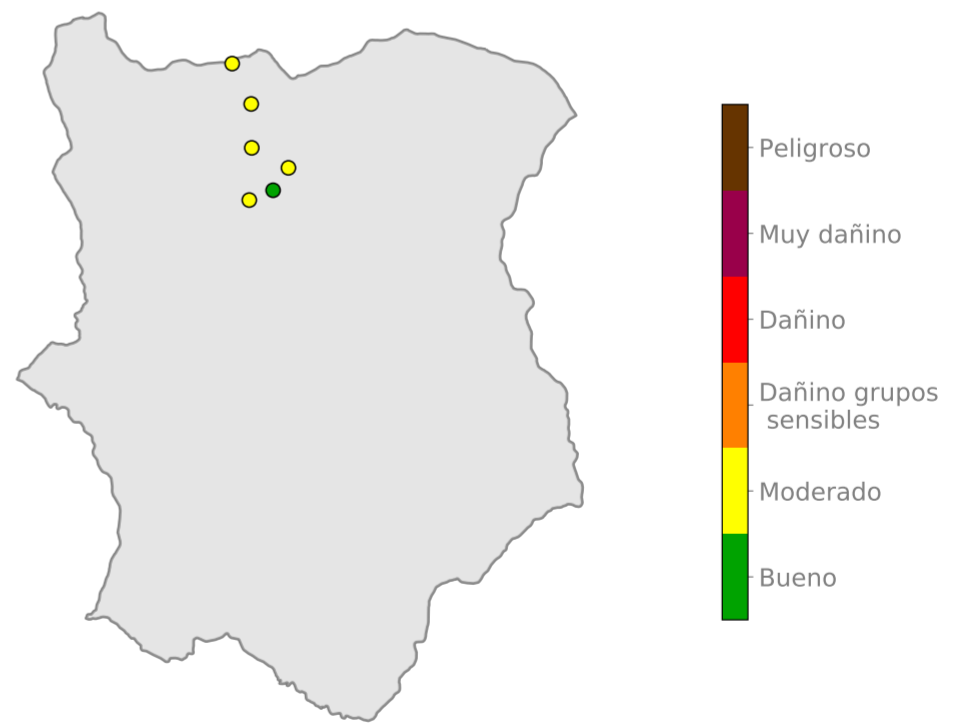 Peligroso
Muy dañino
Dañino
Dañino grupos
sensibles
Moderado
Bueno